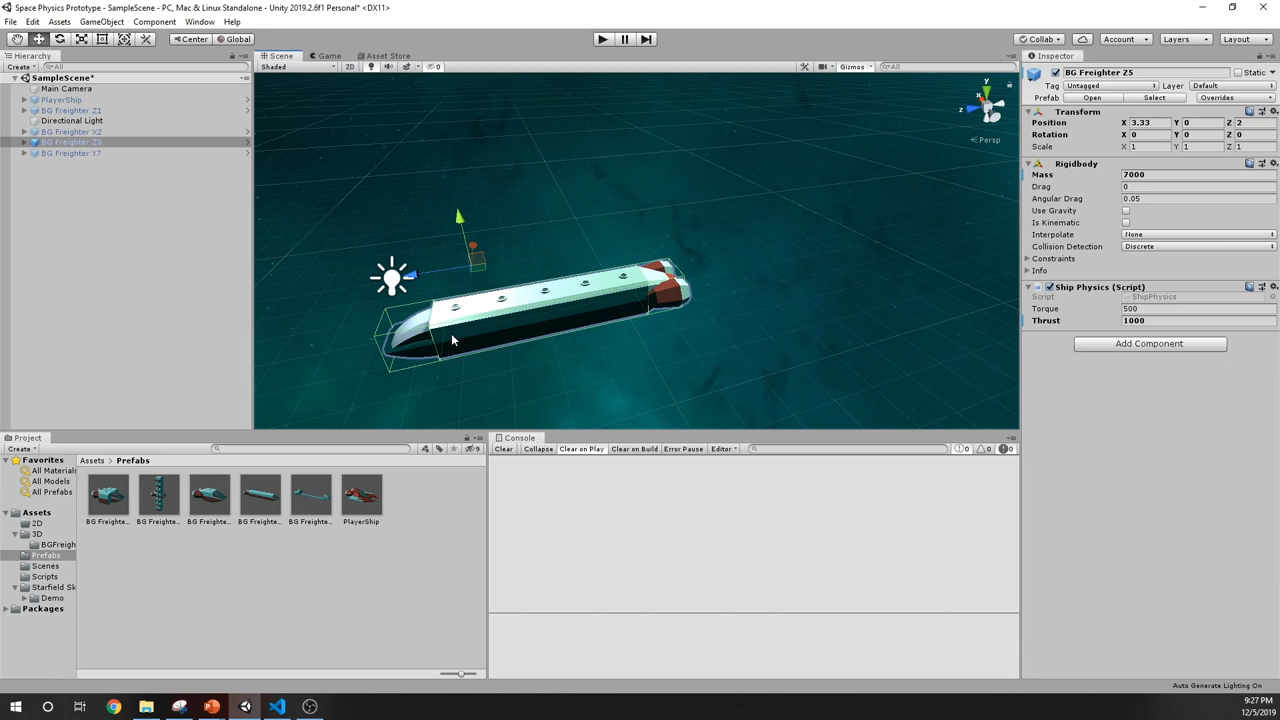 Space Physics Prototype - SampleScene - PC, Mac & Linux Standalone - Unity 2019.2.6f1 Personal* <DX11>
File Edit Assets GameObject Component Window Help
Center Global Collab Account Layers Layout
Hierarchy
Create All
SampleScene*
Main Camera
PlayerShip
BG Freighter Z1
Directional Light
BG Freighter X2
BG Freighter Z5
BG Freighter Y7
Scene Game Asset Store
Shaded 2D 0 Gizmos All
y
x
z
Persp
Inspector
BG Freighter Z5 Static
Tag Untagged Layer Default
Prefab Open Select Overrides
Transform
Position X 3.33 Y 0 Z 2
Rotation X 0 Y 0 Z 0
Scale X 1 Y 1 Z 1
Rigidbody
Mass 7000
Drag 0
Angular Drag 0.05
Use Gravity
Is Kinematic
Interpolate None
Collision Detection Discrete
Constraints
Info
Ship Physics (Script)
Script ShipPhysics
Torque 500
Thrust 1000
Add Component
Project
Create 9
Favorites
All Materials
All Models
All Prefabs
Assets
2D
3D
BGFreigh
Prefabs
Scenes
Scripts
Starfield Sk
Demo
Packages
Assets Prefabs
BG Freighte... BG Freighte... BG Freighte... BG Freighte... BG Freighte... PlayerShip
Console
Clear Collapse Clear on Play Clear on Build Error Pause Editor 0 0 0
Auto Generate Lighting On
9:27 PM
12/5/2019